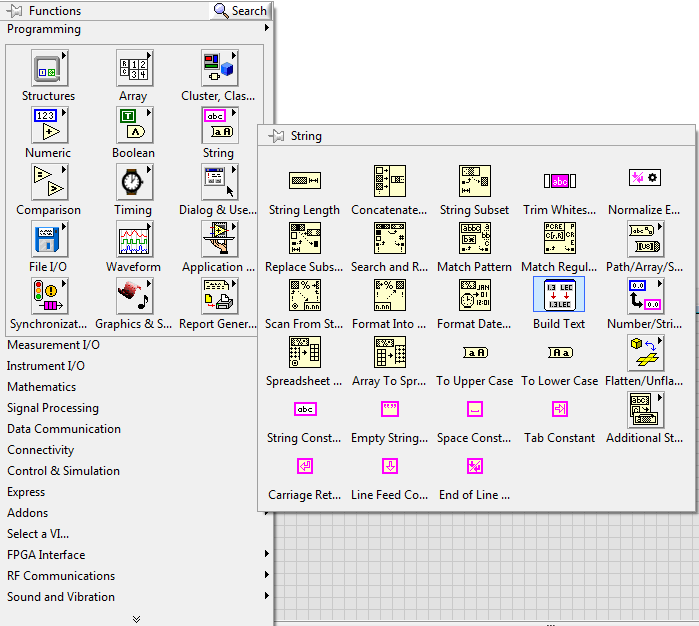 Functions
Search
Programming
Structures
Array
Cluster, Clas...
Numeric
Boolean
String
Comparison
Timing
Dialog & Use...
File I/O
Waveform
Application ...
Synchronizat...
Graphics & S...
Report Gener...
Measurement I/O
Instrument I/O
Mathematics
Signal Processing
Data Communication
Connectivity
Control & Simulation
Express
Addons
Select a VI...
FPGA Interface
RF Communications
Sound and Vibration
String
String Length
Concatenate...
String Subset
Trim Whites...
Normalize E...
Replace Subs...
Search and R...
Match Pattern
Match Regul...
Path/Array/S...
Scan From St...
Format Into ...
Format Date...
Build Text
Number/Stri...
Spreadsheet ...
Array To Spr...
To Upper Case
To Lower Case
Flatten/Unfla...
String Const...
Empty String...
Space Const...
Tab Constant
Additional St...
Carriage Ret...
Line Feed Co...
End of Line ...